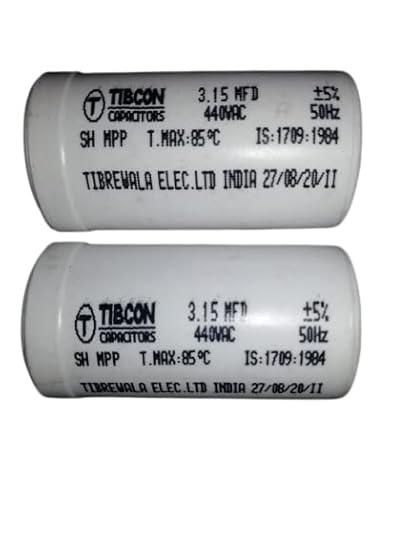 T TIBCON 3.15 MFD ±5%
CAPACITORS 440VAC 50Hz
SH MPP T.MAX:85°C IS:1709:1984
TIBREWALA ELEC.LTD INDIA 27/08/20/II
T TIBCON 3.15 MFD ±5%
CAPACITORS 440VAC 50Hz
SH MPP T.MAX:85°C IS:1709:1984
TIBREWALA ELEC.LTD INDIA 27/08/20/II